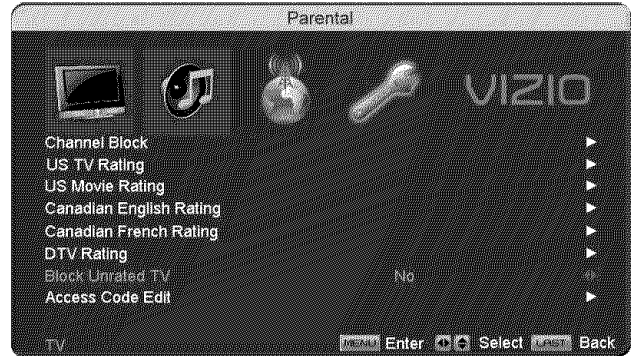 Parental
VIZIO
Channel Block
US TV Rating
US Movie Rating
Canadian English Rating
Canadian French Rating
DTV Rating
Block Unrated TV No
Access Code Edit
TV MENU Enter Select LAST Back